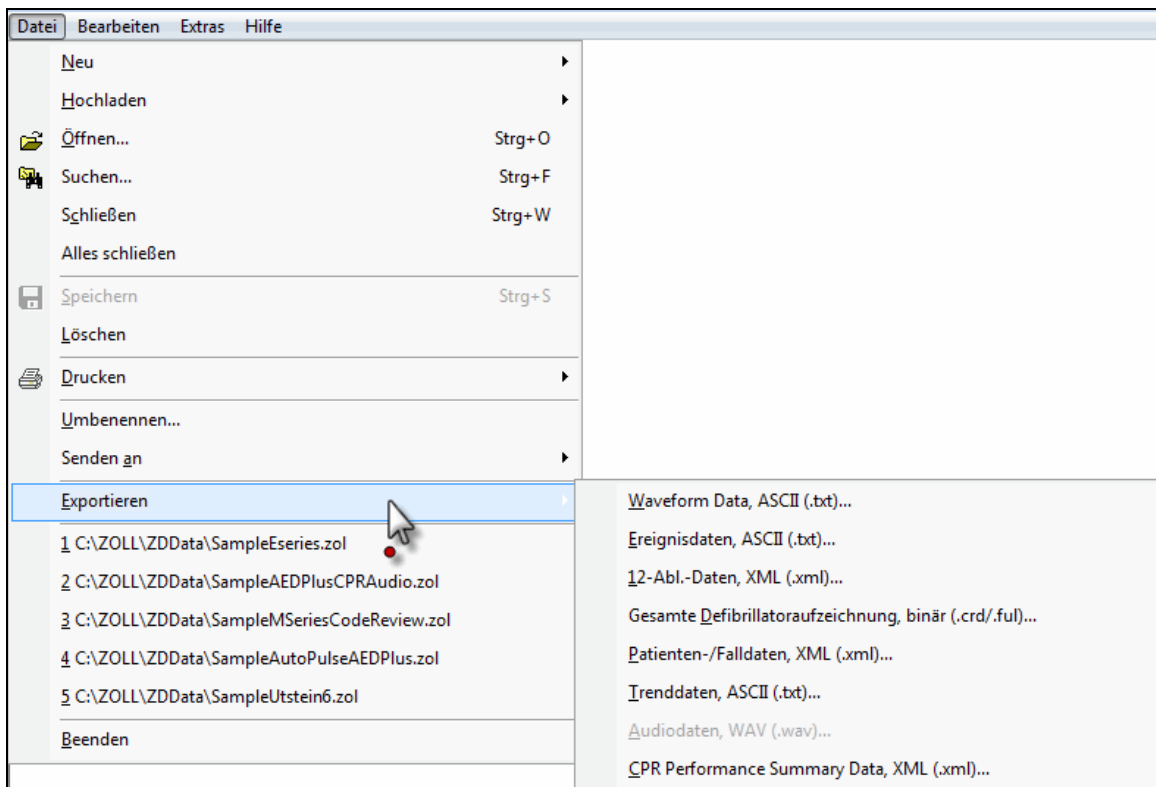 Datei Bearbeiten Extras Hilfe
Neu
Hochladen
Öffnen... Strg+O
Suchen... Strg+F
Schließen Strg+W
Alles schließen
Speichern Strg+S
Löschen
Drucken
Umbenennen...
Senden an
Exportieren
1 C:\ZOLL\ZDData\SampleEseries.zol
2 C:\ZOLL\ZDData\SampleAEDPlusCPRAudio.zol
3 C:\ZOLL\ZDData\SampleMSeriesCodeReview.zol
4 C:\ZOLL\ZDData\SampleAutoPulseAEDPlus.zol
5 C:\ZOLL\ZDData\SampleUtstein6.zol
Beenden
Waveform Data, ASCII (.txt)...
Ereignisdaten, ASCII (.txt)...
12-Abl.-Daten, XML (.xml)...
Gesamte Defibrillatoraufzeichnung, binär (.crd/.ful)...
Patienten-/Falldaten, XML (.xml)...
Trenddaten, ASCII (.txt)...
Audiodaten, WAV (.wav)...
CPR Performance Summary Data, XML (.xml)...